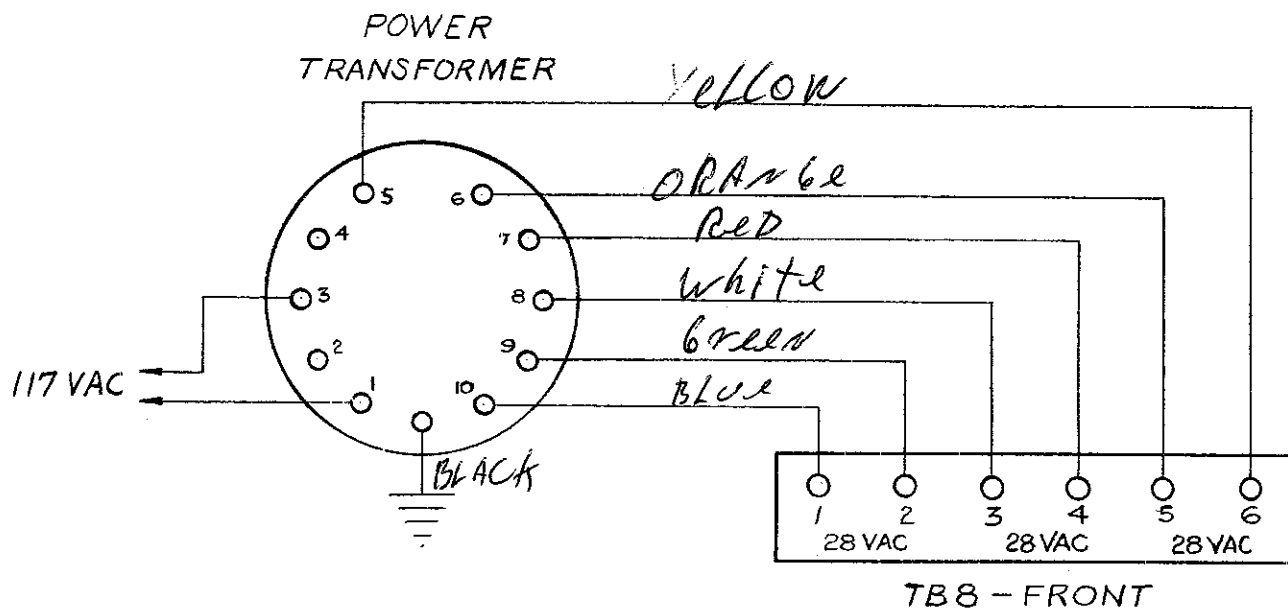 POWER
TRANSFORMER
YeLLOW
5
6
ORANGe
4
7
ReD
3
8
White
2
9
Green
117 VAC
1
10
BLue
BLACK
1 2 3 4 5 6
28 VAC 28 VAC 28 VAC
TB8 - FRONT